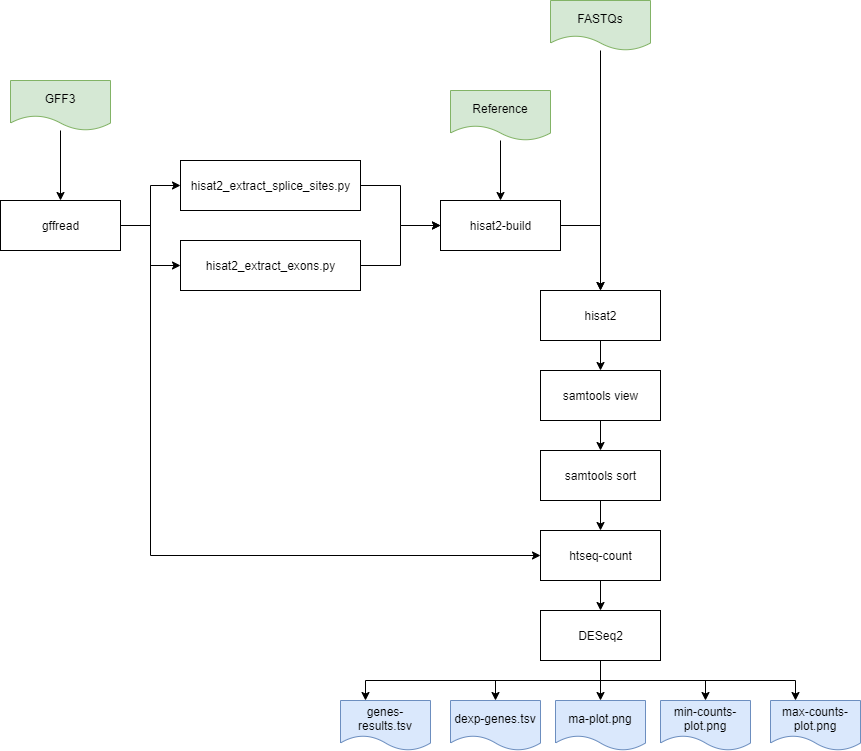 FASTQs
GFF3
Reference
hisat2_extract_splice_sites.py
gffread
hisat2-build
hisat2_extract_exons.py
hisat2
samtools view
samtools sort
htseq-count
DESeq2
genes-
results.tsv
dexp-genes.tsv
ma-plot.png
min-counts-
plot.png
max-counts-
plot.png